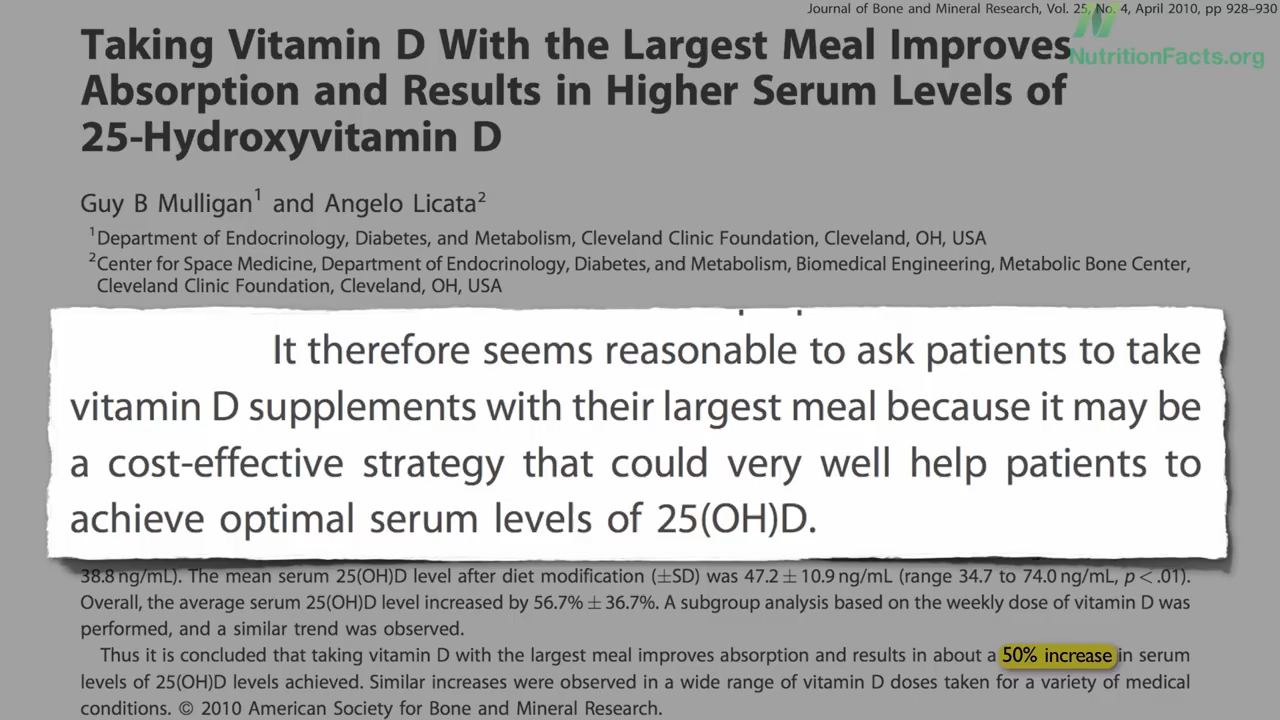 Journal of Bone and Mineral Research, Vol. 25, No. 4, April 2010, pp 928–930
NutritionFacts.org
Taking Vitamin D With the Largest Meal Improves
Absorption and Results in Higher Serum Levels of
25-Hydroxyvitamin D
Guy B Mulligan¹ and Angelo Licata²
¹Department of Endocrinology, Diabetes, and Metabolism, Cleveland Clinic Foundation, Cleveland, OH, USA
²Center for Space Medicine, Department of Endocrinology, Diabetes, and Metabolism, Biomedical Engineering, Metabolic Bone Center,
Cleveland Clinic Foundation, Cleveland, OH, USA
It therefore seems reasonable to ask patients to take
vitamin D supplements with their largest meal because it may be
a cost-effective strategy that could very well help patients to
achieve optimal serum levels of 25(OH)D.
38.8 ng/mL). The mean serum 25(OH)D level after diet modification (±SD) was 47.2 ± 10.9 ng/mL (range 34.7 to 74.0 ng/mL, p < .01).
Overall, the average serum 25(OH)D level increased by 56.7% ± 36.7%. A subgroup analysis based on the weekly dose of vitamin D was
performed, and a similar trend was observed.
Thus it is concluded that taking vitamin D with the largest meal improves absorption and results in about a 50% increase in serum
levels of 25(OH)D levels achieved. Similar increases were observed in a wide range of vitamin D doses taken for a variety of medical
conditions. © 2010 American Society for Bone and Mineral Research.